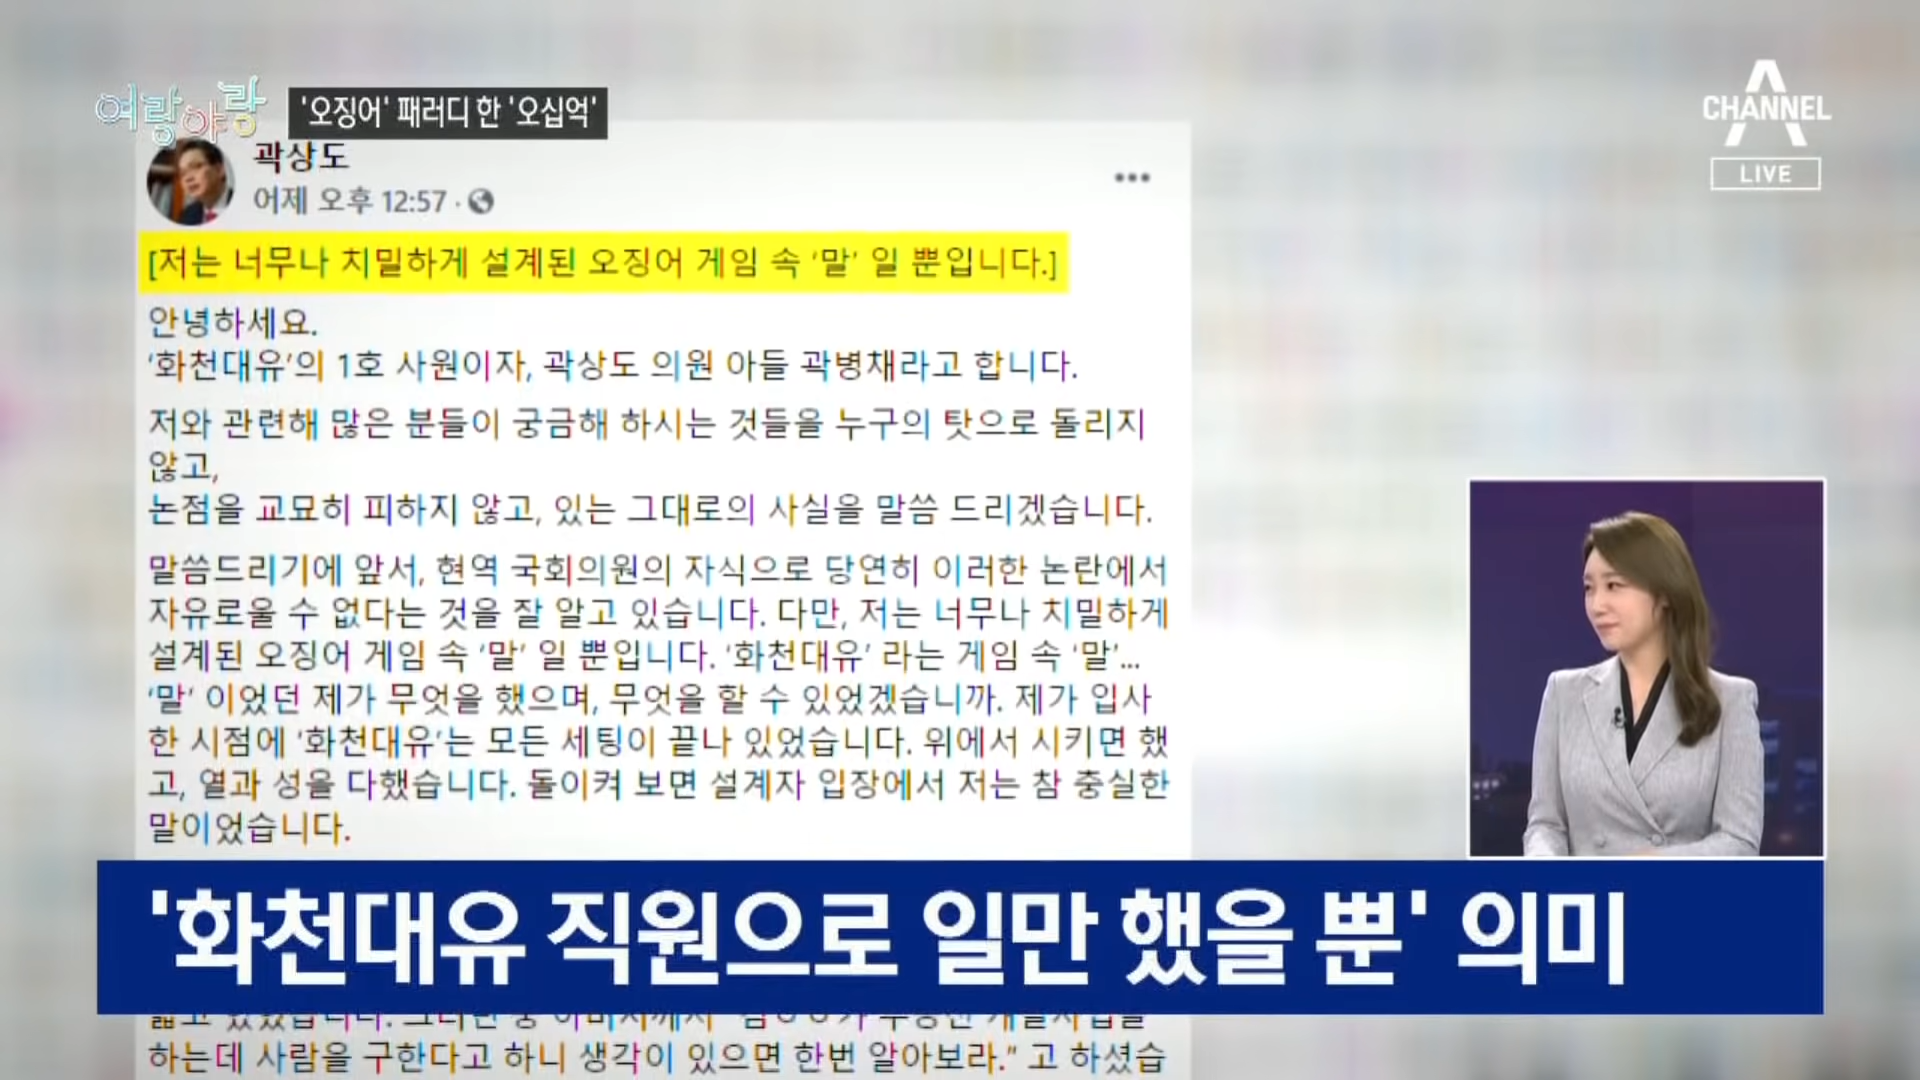 여랑야랑
'오징어' 패러디 한 '오십억'
CHANNEL A
LIVE
곽상도
어제 오후 12:57 ·
[저는 너무나 치밀하게 설계된 오징어 게임 속 '말' 일 뿐입니다.]
안녕하세요.
'화천대유'의 1호 사원이자, 곽상도 의원 아들 곽병채라고 합니다.
저와 관련해 많은 분들이 궁금해 하시는 것들을 누구의 탓으로 돌리지
않고,
논점을 교묘히 피하지 않고, 있는 그대로의 사실을 말씀 드리겠습니다.
말씀드리기에 앞서, 현역 국회의원의 자식으로 당연히 이러한 논란에서
자유로울 수 없다는 것을 잘 알고 있습니다. 다만, 저는 너무나 치밀하게
설계된 오징어 게임 속 '말' 일 뿐입니다. '화천대유' 라는 게임 속 '말'...
'말' 이었던 제가 무엇을 했으며, 무엇을 할 수 있었겠습니까. 제가 입사
한 시점에 '화천대유'는 모든 세팅이 끝나 있었습니다. 위에서 시키면 했
고, 열과 성을 다했습니다. 돌이켜 보면 설계자 입장에서 저는 참 충실한
말이었습니다.
'화천대유 직원으로 일만 했을 뿐' 의미
하는데 사람을 구한다고 하니 생각이 있으면 한번 알아보라." 고 하셨습